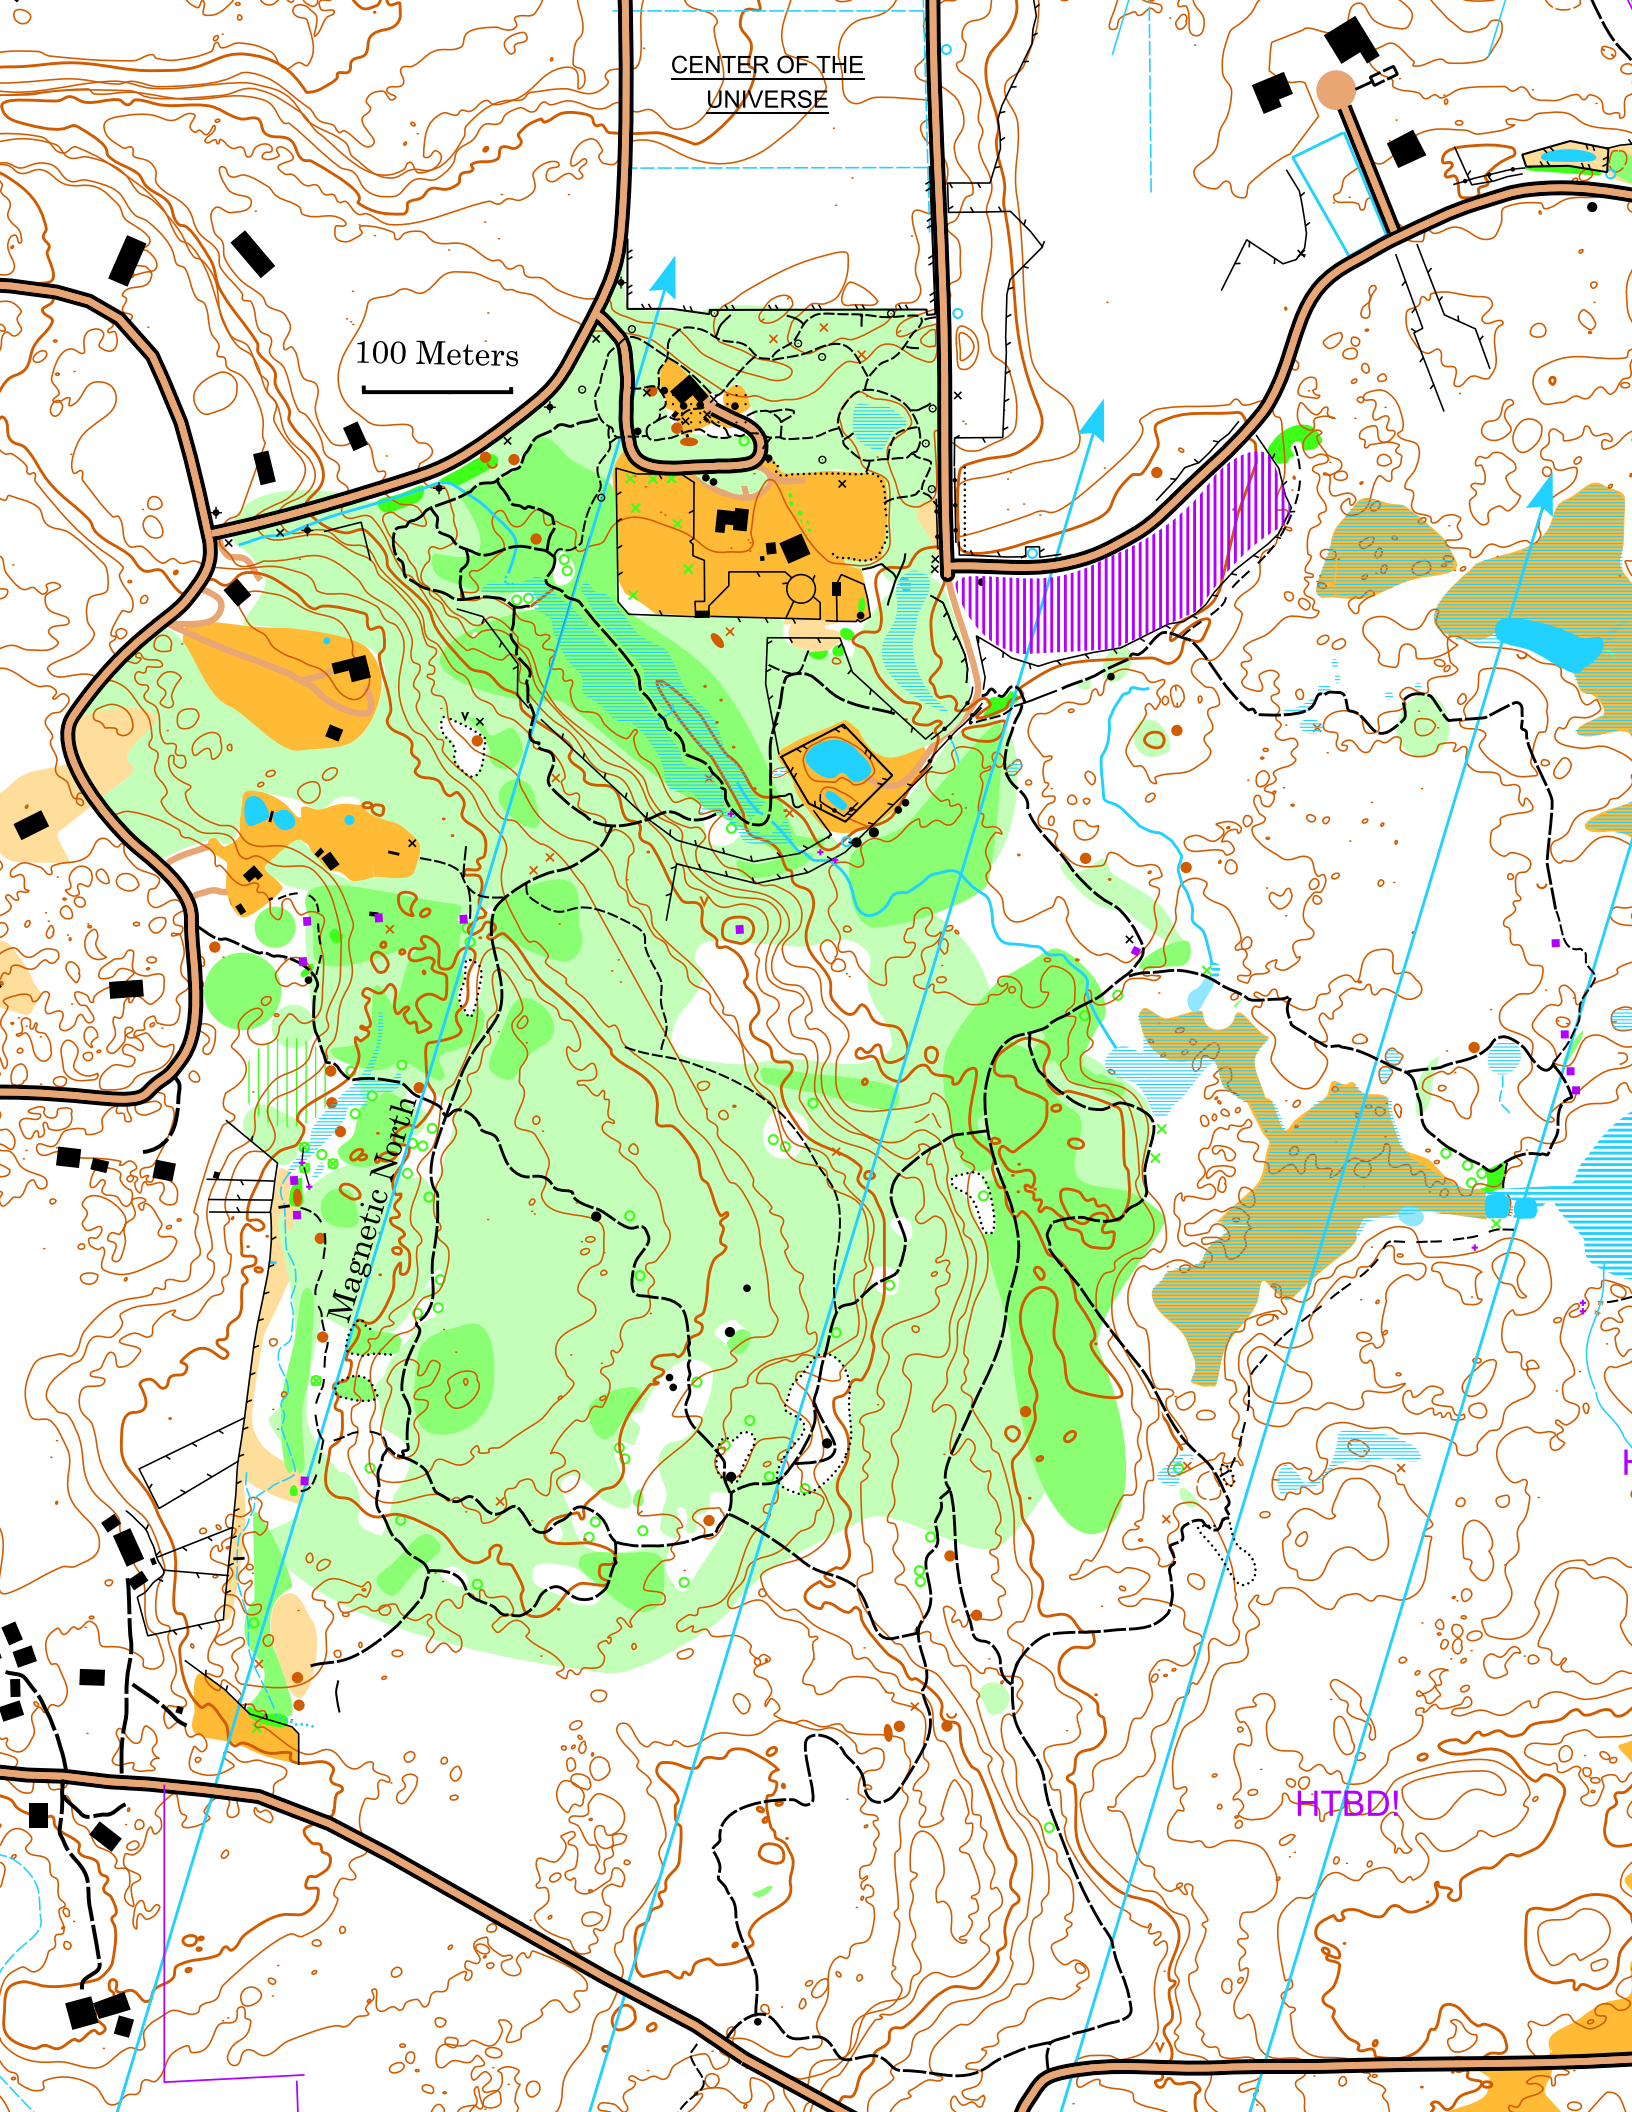 CENTER OF THE
UNIVERSE
100 Meters
Magnetic North
H
HTBD!